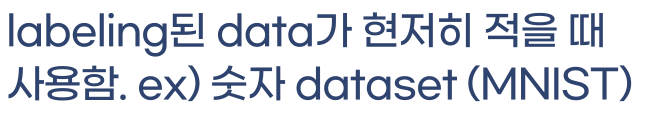 labeling된 data가 현저히 적을 때
사용함. ex) 숫자 dataset (MNIST)